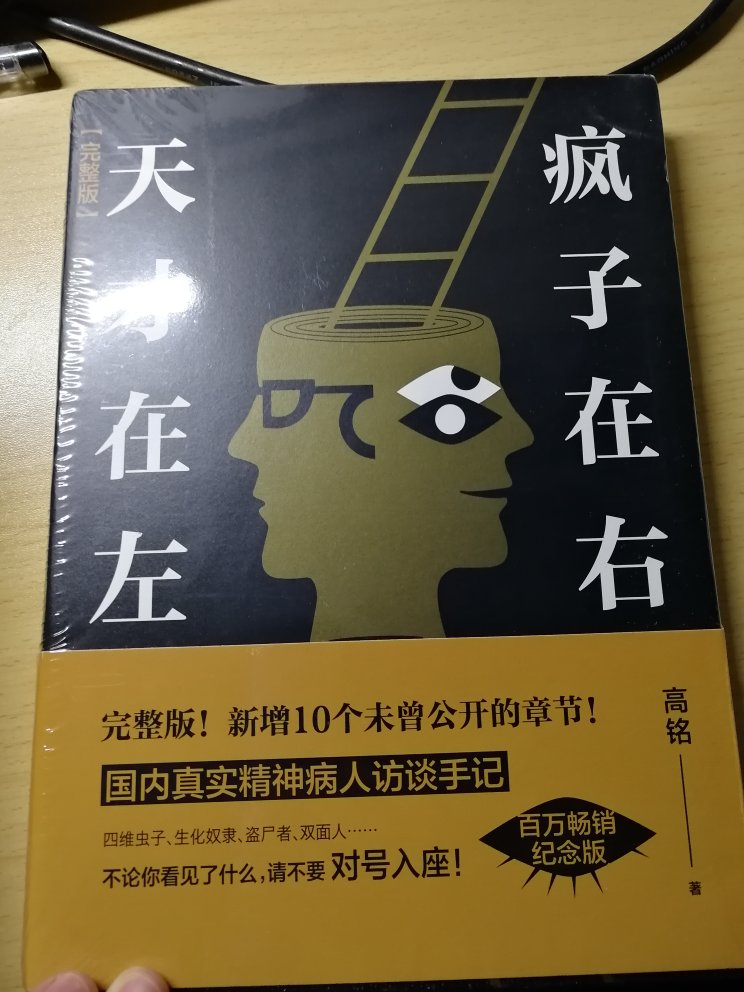 【完整版】
天才在左
疯子在右
完整版！新增10个未曾公开的章节！
国内真实精神病人访谈手记
四维虫子、生化奴隶、盗尸者、双面人……
不论你看见了什么，请不要 对号入座！
百万畅销
纪念版
高铭
著